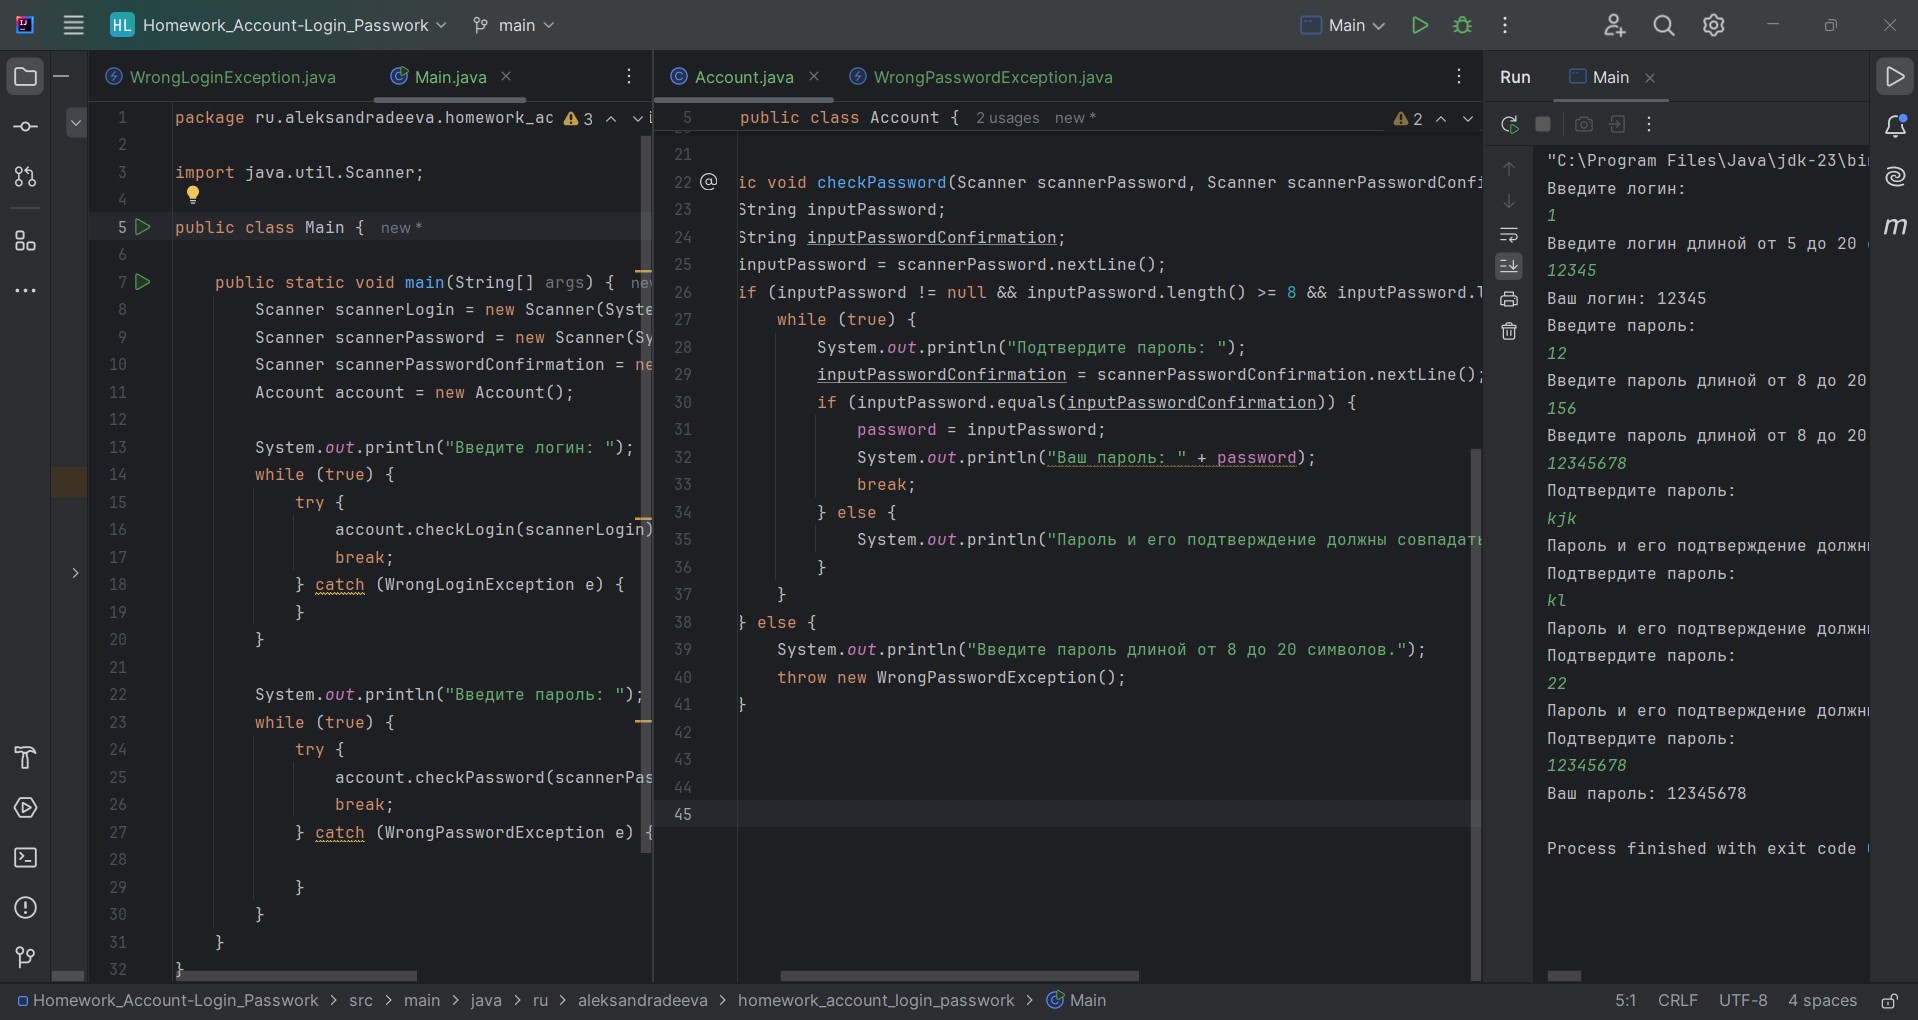 HL Homework_Account-Login_Passwork main Main
WrongLoginException.java Main.java
1 package ru.aleksandradeeva.homework_ac 3
2
3 import java.util.Scanner;
4
5 public class Main { new *
6
7 public static void main(String[] args) {
8 Scanner scannerLogin = new Scanner(Syste
9 Scanner scannerPassword = new Scanner(Sy
10 Scanner scannerPasswordConfirmation = ne
11 Account account = new Account();
12
13 System.out.println("Введите логин: ");
14 while (true) {
15 try {
16 account.checkLogin(scannerLogin)
17 break;
18 } catch (WrongLoginException e) {
19 }
20 }
21
22 System.out.println("Введите пароль: ");
23 while (true) {
24 try {
25 account.checkPassword(scannerPas
26 break;
27 } catch (WrongPasswordException e) {
28
29 }
30 }
31 }
32 }
Account.java WrongPasswordException.java
5 public class Account { 2 usages new * 2
21
22 ic void checkPassword(Scanner scannerPassword, Scanner scannerPasswordConfi
23 String inputPassword;
24 String inputPasswordConfirmation;
25 inputPassword = scannerPassword.nextLine();
26 if (inputPassword != null && inputPassword.length() >= 8 && inputPassword.l
27 while (true) {
28 System.out.println("Подтвердите пароль: ");
29 inputPasswordConfirmation = scannerPasswordConfirmation.nextLine();
30 if (inputPassword.equals(inputPasswordConfirmation)) {
31 password = inputPassword;
32 System.out.println("Ваш пароль: " + password);
33 break;
34 } else {
35 System.out.println("Пароль и его подтверждение должны совпадать
36 }
37 }
38 } else {
39 System.out.println("Введите пароль длиной от 8 до 20 символов.");
40 throw new WrongPasswordException();
41 }
42
43
44
45
Run Main
"C:\Program Files\Java\jdk-23\bin
Введите логин:
1
Введите логин длиной от 5 до 20
12345
Ваш логин: 12345
Введите пароль:
12
Введите пароль длиной от 8 до 20
156
Введите пароль длиной от 8 до 20
12345678
Подтвердите пароль:
kjk
Пароль и его подтверждение должн
Подтвердите пароль:
kl
Пароль и его подтверждение должн
Подтвердите пароль:
22
Пароль и его подтверждение должн
Подтвердите пароль:
12345678
Ваш пароль: 12345678
Process finished with exit code
Homework_Account-Login_Passwork > src > main > java > ru > aleksandradeeva > homework_account_login_passwork > Main 5:1 CRLF UTF-8 4 spaces